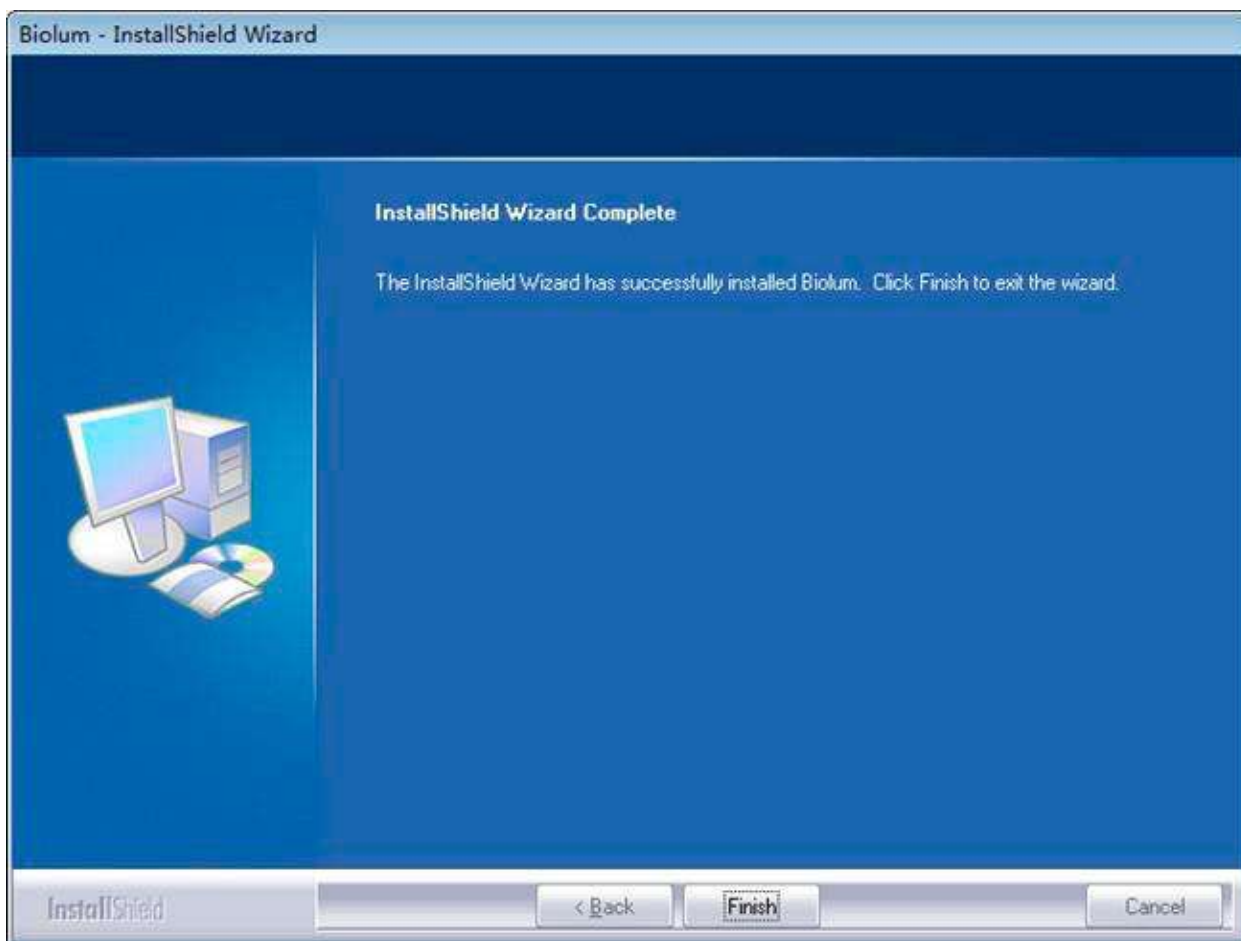 Biolum - InstallShield Wizard
InstallShield Wizard Complete
The InstallShield Wizard has successfully installed Biolum. Click Finish to exit the wizard.
InstallShield
< Back
Finish
Cancel